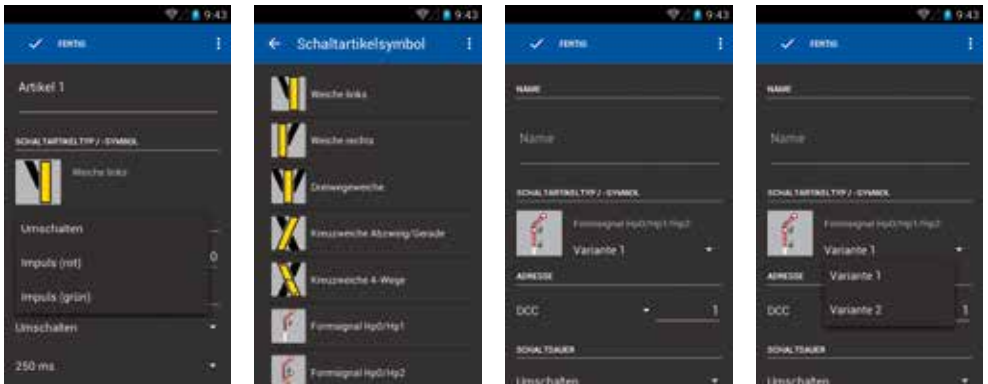 9:43
FERTIG
Artikel 1
SCHALTARTIKELTYP / -SYMBOL
Weiche links
Umschalten
0
Impuls (rot)
Impuls (grün)
Umschalten
250 ms
9:43
Schaltartikelsymbol
Weiche links
Weiche rechts
Dreiwegeweiche
Kreuzweiche Abzweig/Gerade
Kreuzweiche 4-Wege
Formsignal Hp0/Hp1
Formsignal Hp0/Hp2
9:43
FERTIG
NAME
Name
SCHALTARTIKELTYP / -SYMBOL
Formsignal Hp0/Hp1/Hp2
Variante 1
ADRESSE
DCC
1
SCHALTDAUER
Umschalten
9:43
FERTIG
NAME
Name
SCHALTARTIKELTYP / -SYMBOL
Formsignal Hp0/Hp1/Hp2
Variante 1
ADRESSE
Variante 1
DCC
Variante 2
1
SCHALTDAUER
Umschalten